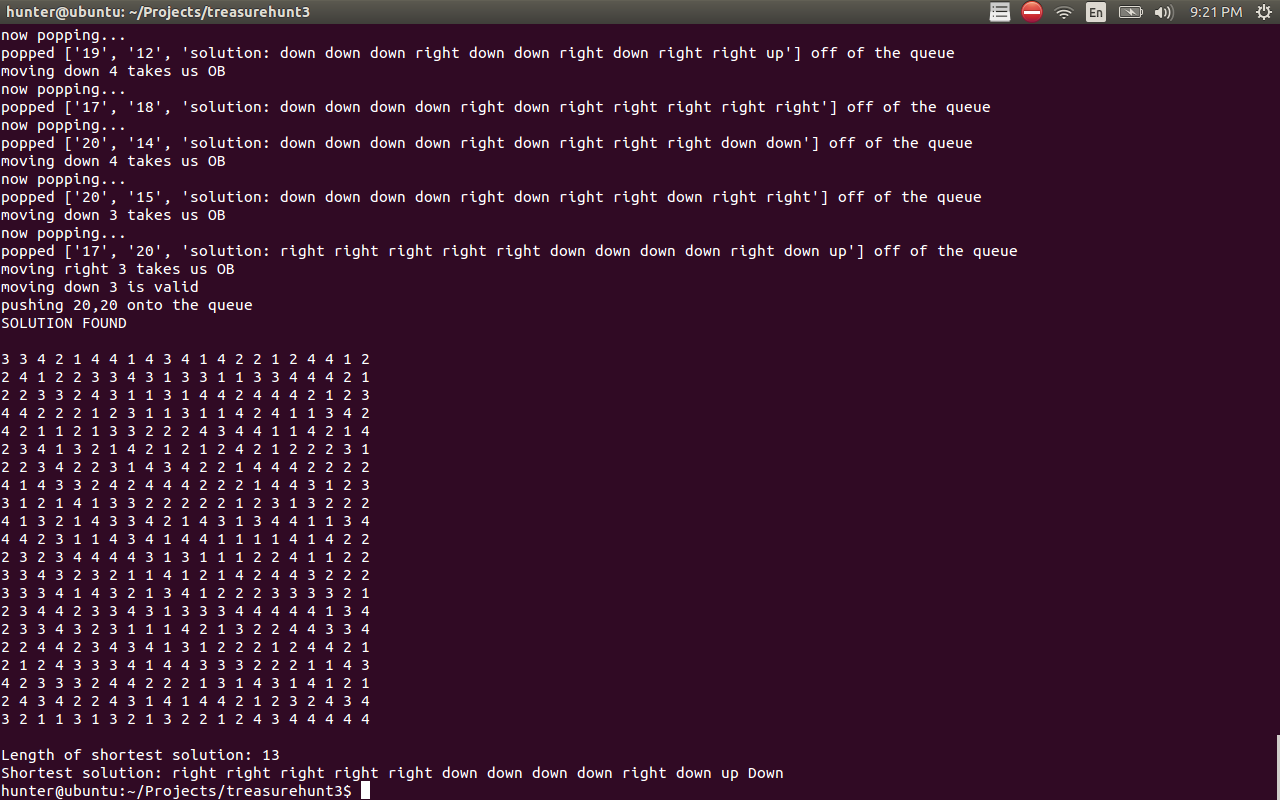 hunter@ubuntu: ~/Projects/treasurehunt3 En 9:21 PM
now popping...
popped ['19', '12', 'solution: down down down right down down right down right right up'] off of the queue
moving down 4 takes us OB
now popping...
popped ['17', '18', 'solution: down down down down right down right right right right right'] off of the queue
now popping...
popped ['20', '14', 'solution: down down down down right down right right right down down'] off of the queue
moving down 4 takes us OB
now popping...
popped ['20', '15', 'solution: down down down down right down right right down right right'] off of the queue
moving down 3 takes us OB
now popping...
popped ['17', '20', 'solution: right right right right right down down down down right down up'] off of the queue
moving right 3 takes us OB
moving down 3 is valid
pushing 20,20 onto the queue
SOLUTION FOUND
3 3 4 2 1 4 4 1 4 3 4 1 4 2 2 1 2 4 4 1 2
2 4 1 2 2 3 3 4 3 1 3 3 1 1 3 3 4 4 4 2 1
2 2 3 3 2 4 3 1 1 3 1 4 4 2 4 4 4 2 1 2 3
4 4 2 2 2 1 2 3 1 1 3 1 1 4 2 4 1 1 3 4 2
4 2 1 1 2 1 3 3 2 2 2 4 3 4 4 1 1 4 2 1 4
2 3 4 1 3 2 1 4 2 1 2 1 2 4 2 1 2 2 2 3 1
2 2 3 4 2 2 3 1 4 3 4 2 2 1 4 4 4 2 2 2 2
4 1 4 3 3 2 4 2 4 4 4 2 2 2 1 4 4 3 1 2 3
3 1 2 1 4 1 3 3 2 2 2 2 2 1 2 3 1 3 2 2 2
4 1 3 2 1 4 3 3 4 2 1 4 3 1 3 4 4 1 1 3 4
4 4 2 3 1 1 4 3 4 1 4 4 1 1 1 1 4 1 4 2 2
2 3 2 3 4 4 4 4 3 1 3 1 1 1 2 2 4 1 1 2 2
3 3 4 3 2 3 2 1 1 4 1 2 1 4 2 4 4 3 2 2 2
3 3 3 4 1 4 3 2 1 3 4 1 2 2 2 3 3 3 3 2 1
2 3 4 4 2 3 3 4 3 1 3 3 3 4 4 4 4 4 1 3 4
2 3 3 4 3 2 3 1 1 1 4 2 1 3 2 2 4 4 3 3 4
2 2 4 4 2 3 4 3 4 1 3 1 2 2 2 1 2 4 4 2 1
2 1 2 4 3 3 3 4 1 4 4 3 3 3 2 2 2 1 1 4 3
4 2 3 3 3 2 4 4 2 2 2 1 3 1 4 3 1 4 1 2 1
2 4 3 4 2 2 4 3 1 4 1 4 4 2 1 2 3 2 4 3 4
3 2 1 1 3 1 3 2 1 3 2 2 1 2 4 3 4 4 4 4 4
Length of shortest solution: 13
Shortest solution: right right right right right down down down down right down up Down
hunter@ubuntu:~/Projects/treasurehunt3$